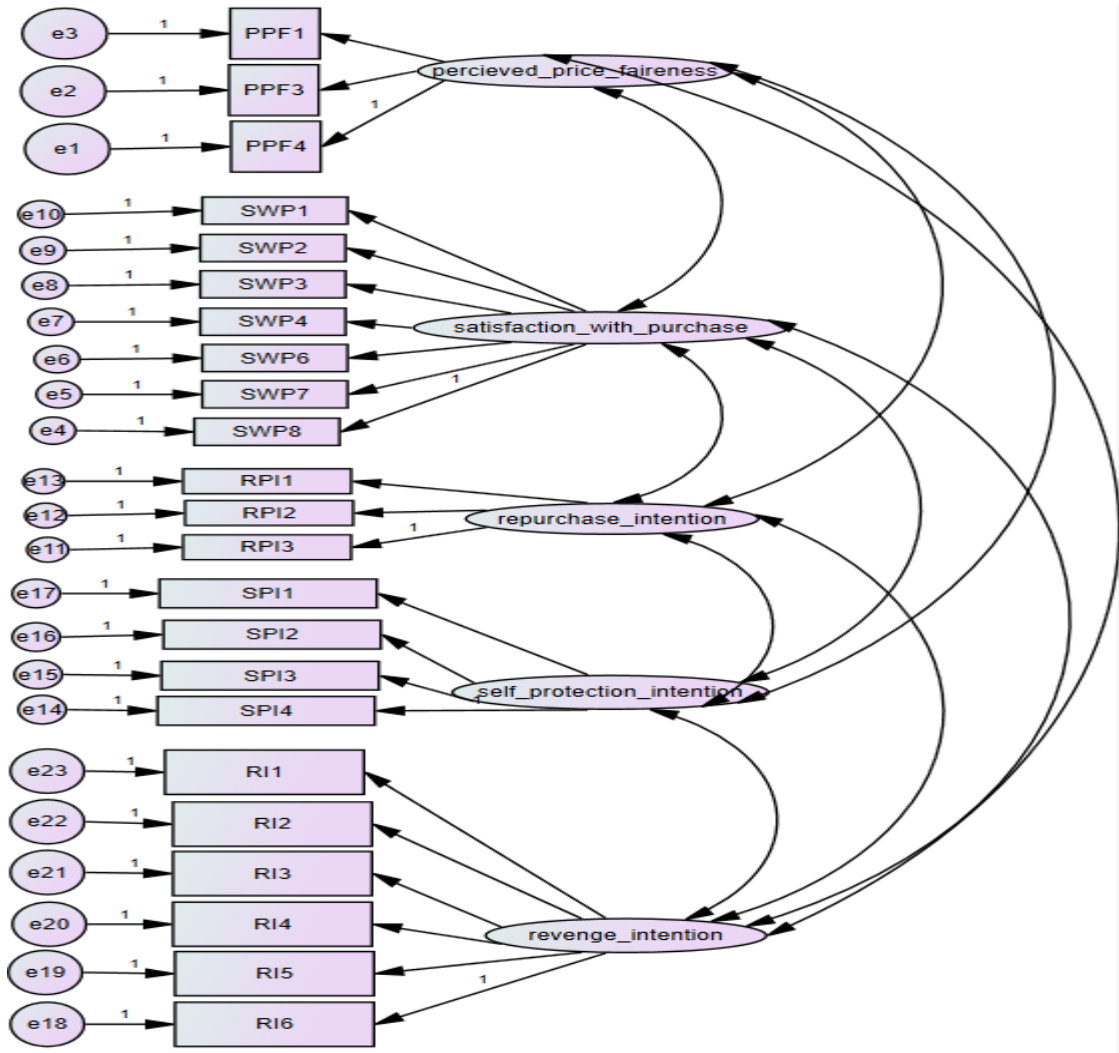 e3 1 PPF1
percieved_price_faireness
e2 1 PPF3
1
e1 1 PPF4
e10 1 SWP1
e9 1 SWP2
e8 1 SWP3
e7 1 SWP4
satisfaction_with_purchase
e6 1 SWP6
e5 1 SWP7
1
e4 1 SWP8
e13 1 RPI1
e12 1 RPI2
repurchase_intention
1
e11 1 RPI3
e17 1 SPI1
e16 1 SPI2
e15 1 SPI3
self_protection_intention
1
e14 1 SPI4
e23 1 RI1
e22 1 RI2
e21 1 RI3
e20 1 RI4
revenge_intention
e19 1 RI5
1
e18 1 RI6